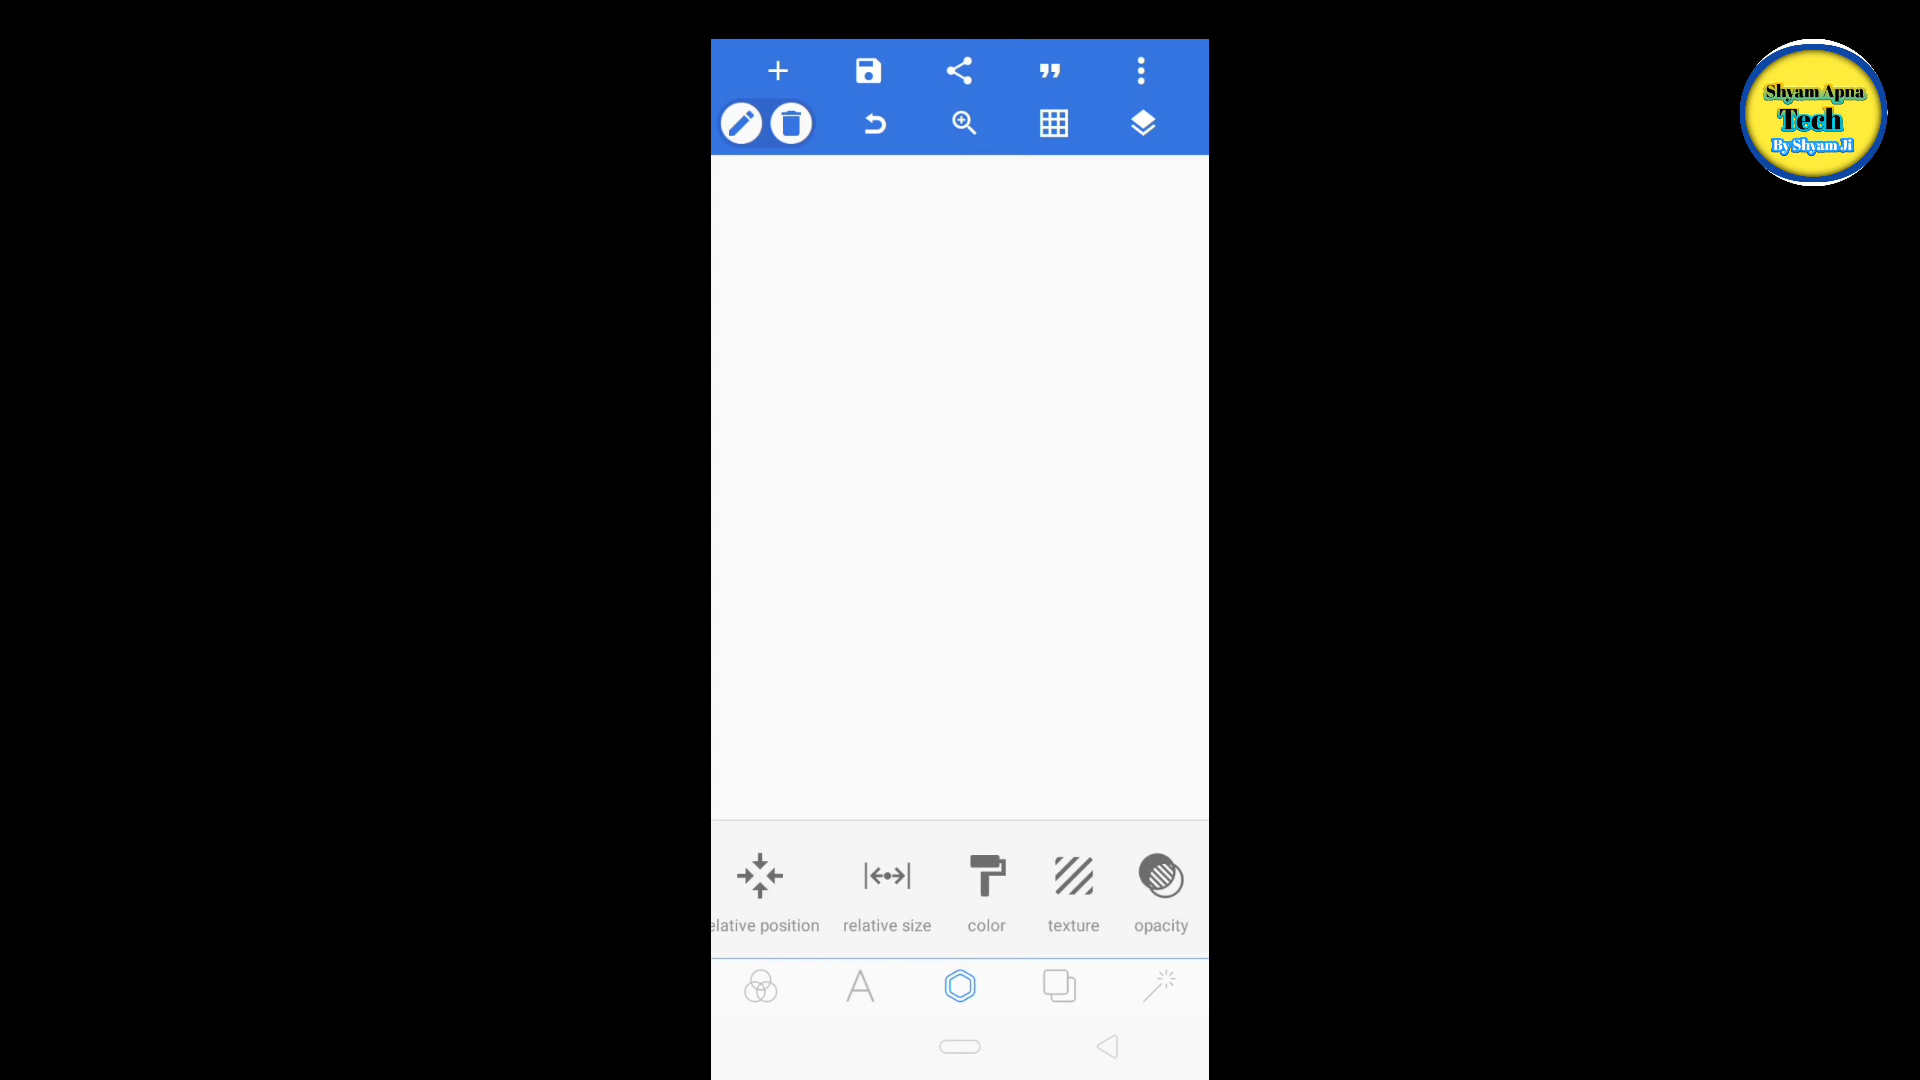 Shyam Apna
Tech
By Shyam Ji
elative position
relative size
color
texture
opacity